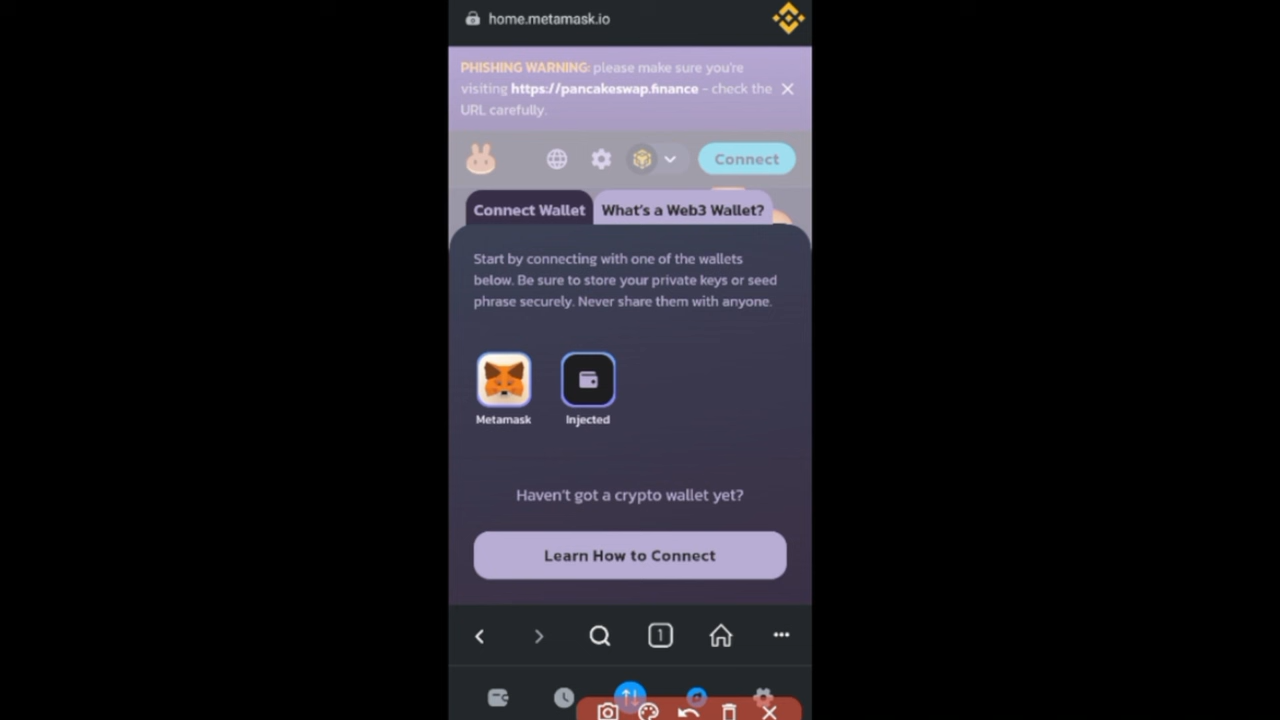 home.metamask.io
PHISHING WARNING: please make sure you're
visiting https://pancakeswap.finance - check the
URL carefully.
Connect
Connect Wallet
What's a Web3 Wallet?
Start by connecting with one of the wallets
below. Be sure to store your private keys or seed
phrase securely. Never share them with anyone.
Metamask
Injected
Haven't got a crypto wallet yet?
Learn How to Connect
1